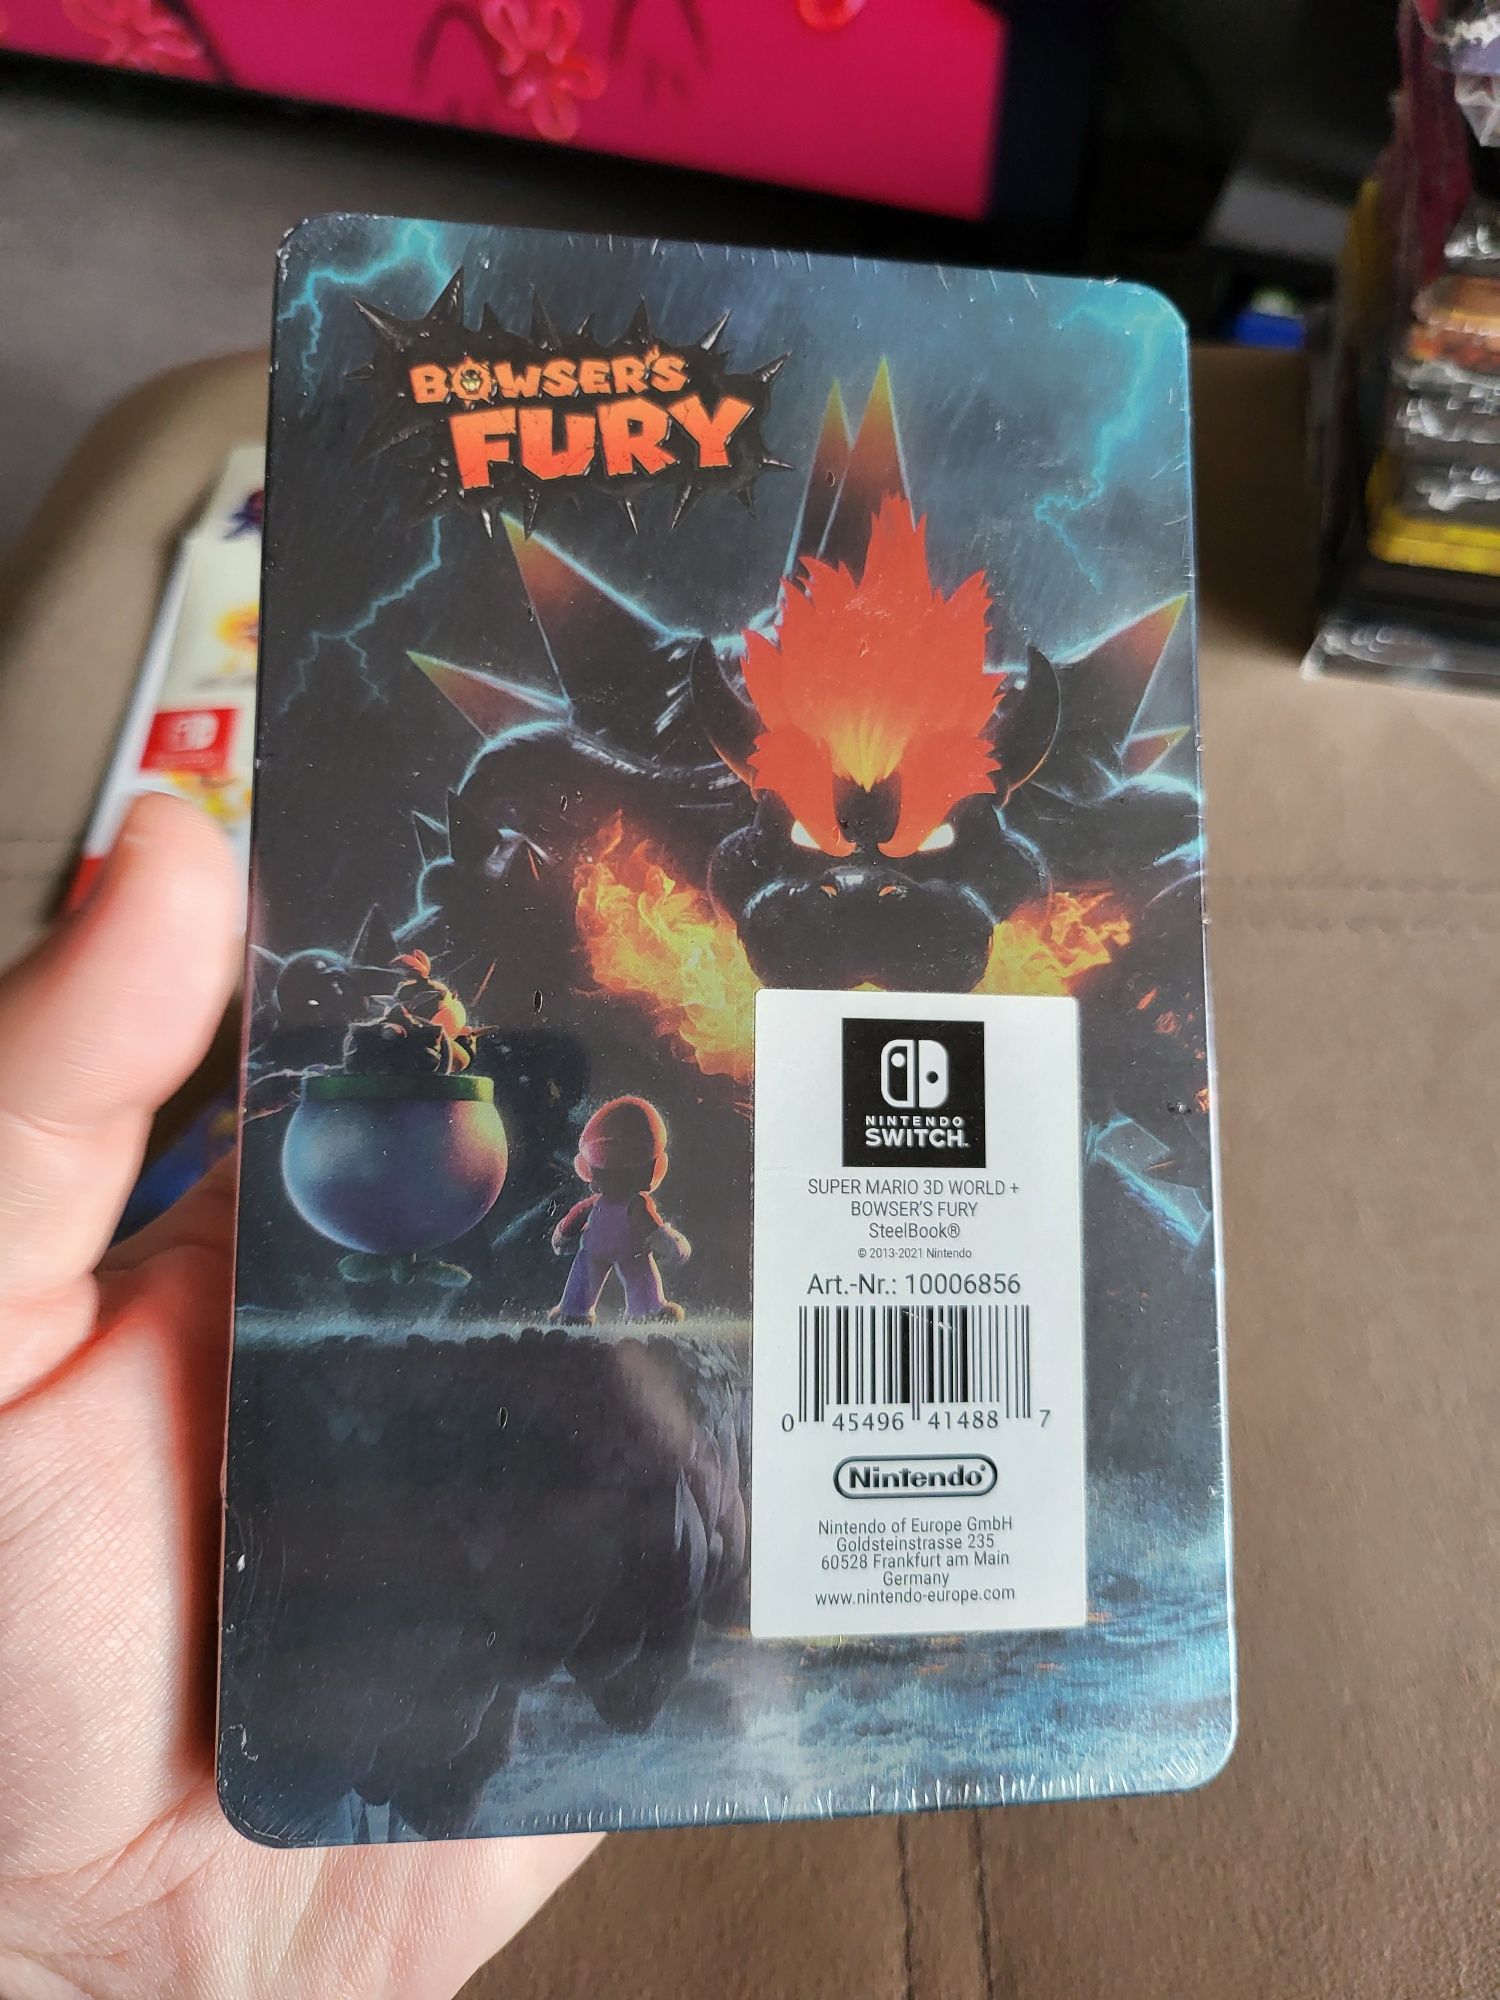 BOWSER'S
FURY
NINTENDO
SWITCH™
SUPER MARIO 3D WORLD +
BOWSER'S FURY
SteelBook®
© 2013-2021 Nintendo
Art.-Nr.: 10006856
0 45496 41488 7
Nintendo®
Nintendo of Europe GmbH
Goldsteinstrasse 235
60528 Frankfurt am Main
Germany
www.nintendo-europe.com